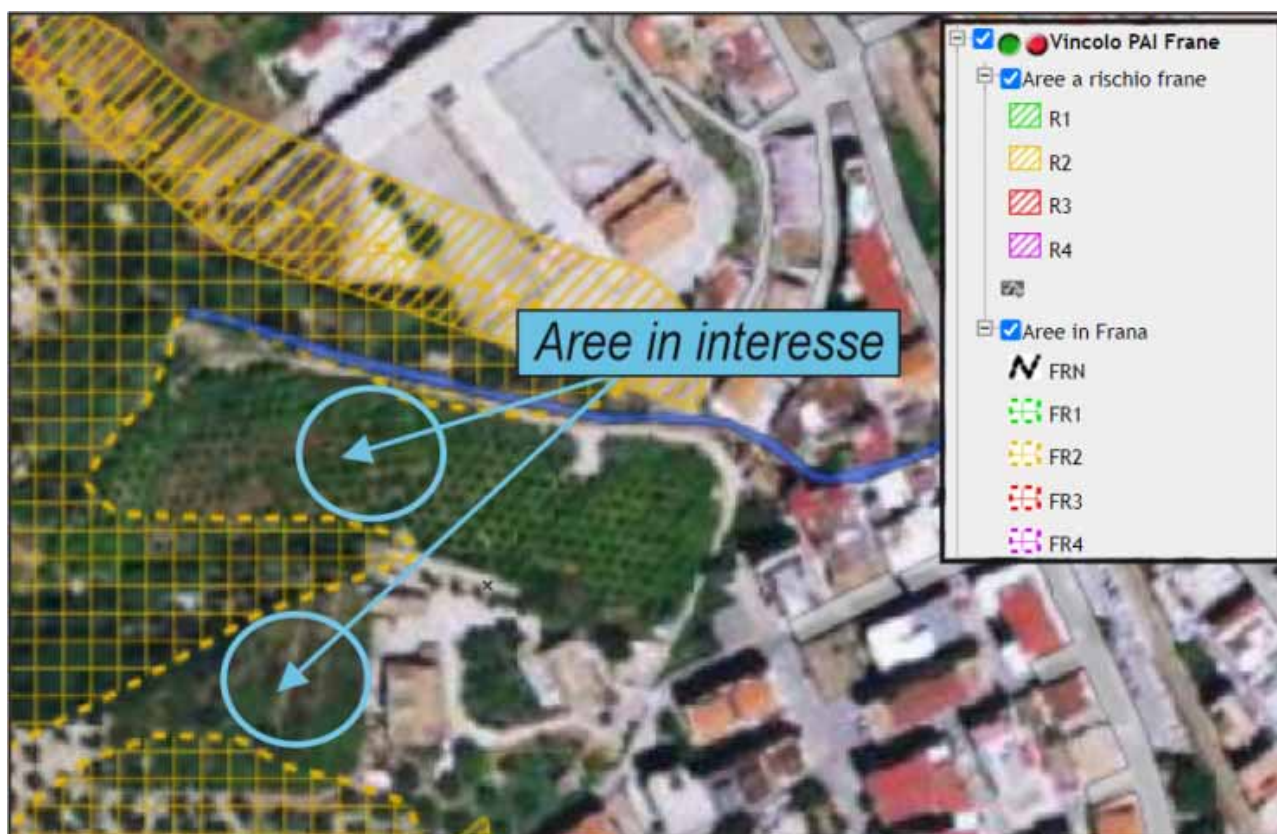 Vincolo PAI Frane
Aree a rischio frane
R1
R2
R3
R4
Aree in Frana
FRN
FR1
FR2
FR3
FR4
Aree in interesse